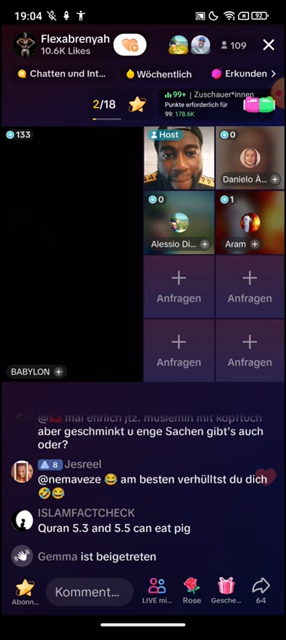 19:04
92
Flexabrenyah
10.6K Likes
109
Chatten und Int...
Wöchentlich
Erkunden
2/18
99+ | Zuschauer*innen
Punkte erforderlich für
99: 178.6K
133
Host
0
Danielo À...
0
Alessio Di...
1
Aram
Anfragen
Anfragen
Anfragen
Anfragen
BABYLON
mal ehrlich jtz. muslemin mit kopftuch
aber geschminkt u enge Sachen gibt's auch
oder?
8 Jesreel
@nemaveze 😂 am besten verhülltst du dich
🤣😂
ISLAMFACTCHECK
Quran 5.3 and 5.5 can eat pig
Gemma ist beigetreten
Komment...
Abonn...
LIVE mi...
Rose
Gesche...
64